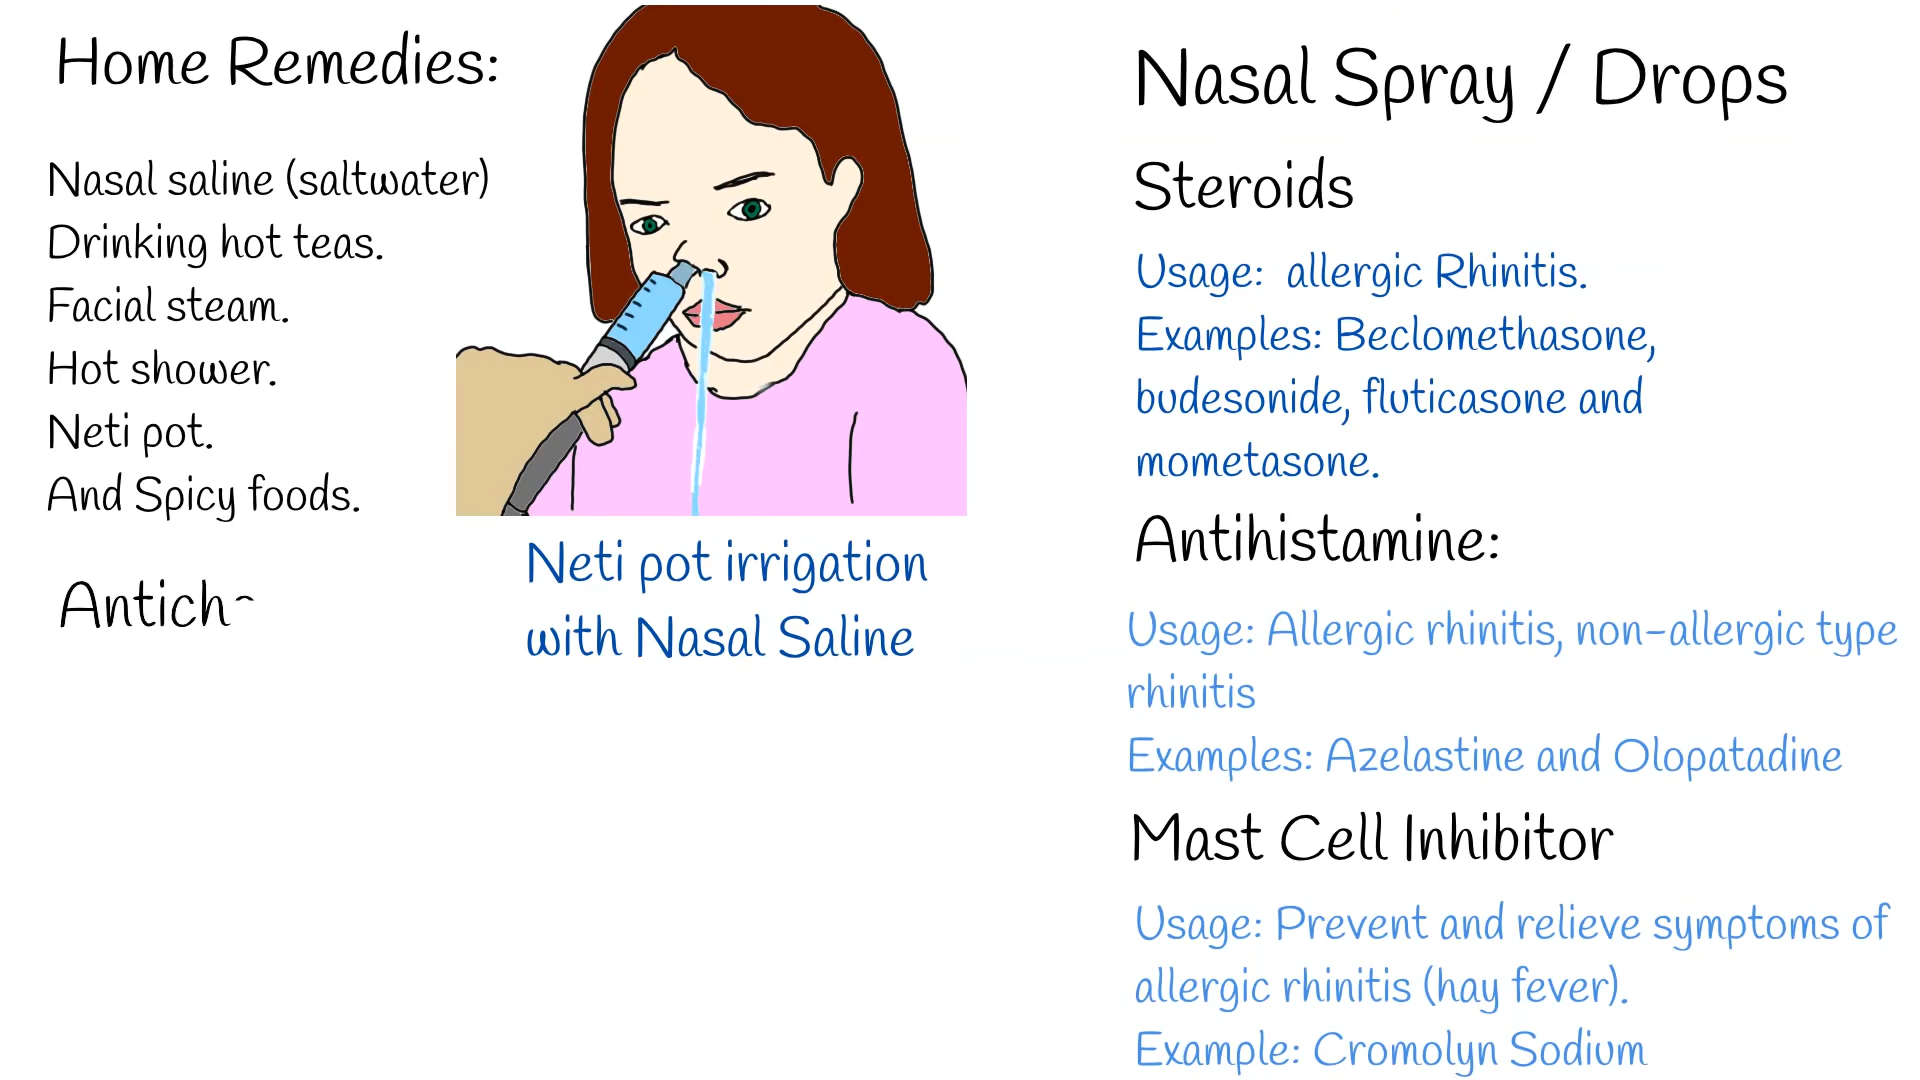 Home Remedies:
Nasal saline (saltwater)
Drinking hot teas.
Facial steam.
Hot shower.
Neti pot.
And Spicy foods.
Antich
Neti pot irrigation
with Nasal Saline
Nasal Spray / Drops
Steroids
Usage: allergic Rhinitis.
Examples: Beclomethasone,
budesonide, fluticasone and
mometasone.
Antihistamine:
Usage: Allergic rhinitis, non-allergic type
rhinitis
Examples: Azelastine and Olopatadine
Mast Cell Inhibitor
Usage: Prevent and relieve symptoms of
allergic rhinitis (hay fever).
Example: Cromolyn Sodium